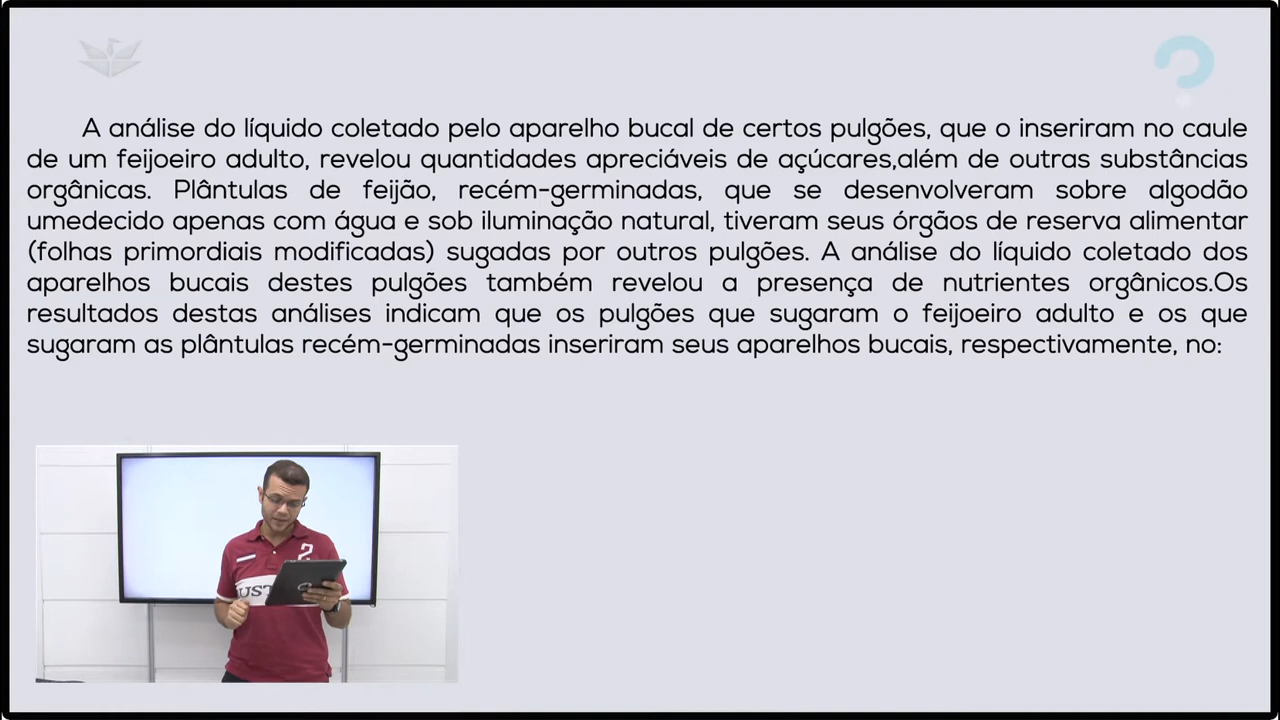 A análise do líquido coletado pelo aparelho bucal de certos pulgões, que o inseriram no caule
de um feijoeiro adulto, revelou quantidades apreciáveis de açúcares,além de outras substâncias
orgânicas. Plântulas de feijão, recém-germinadas, que se desenvolveram sobre algodão
umedecido apenas com água e sob iluminação natural, tiveram seus órgãos de reserva alimentar
(folhas primordiais modificadas) sugadas por outros pulgões. A análise do líquido coletado dos
aparelhos bucais destes pulgões também revelou a presença de nutrientes orgânicos.Os
resultados destas análises indicam que os pulgões que sugaram o feijoeiro adulto e os que
sugaram as plântulas recém-germinadas inseriram seus aparelhos bucais, respectivamente, no:
?
2